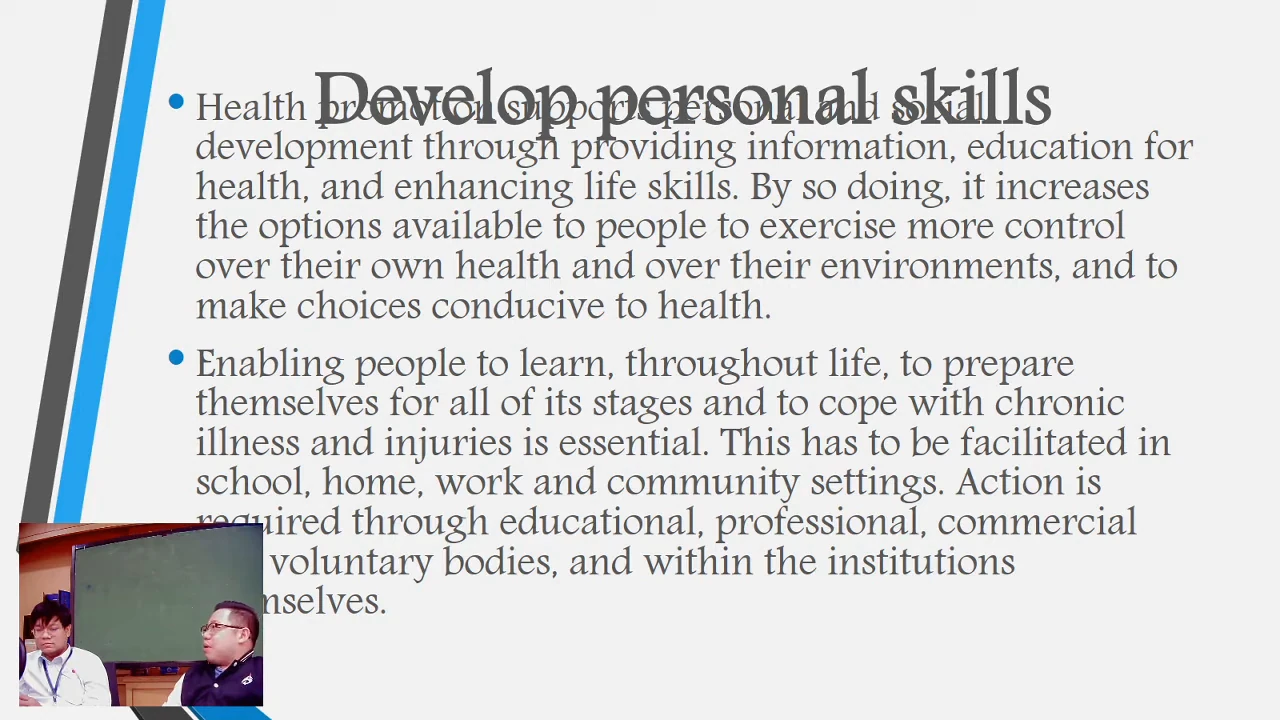 Develop personal skills
Health promotion supports personal and social
development through providing information, education for
health, and enhancing life skills. By so doing, it increases
the options available to people to exercise more control
over their own health and over their environments, and to
make choices conducive to health.
Enabling people to learn, throughout life, to prepare
themselves for all of its stages and to cope with chronic
illness and injuries is essential. This has to be facilitated in
school, home, work and community settings. Action is
required through educational, professional, commercial
voluntary bodies, and within the institutions
mselves.